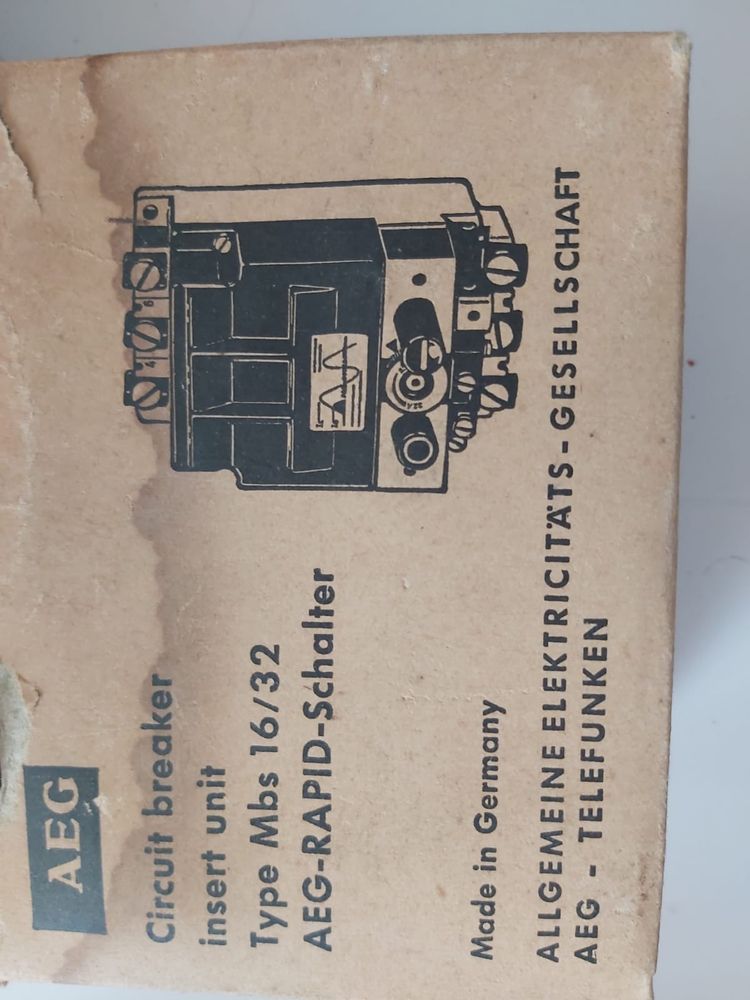 AEG
Circuit breaker
insert unit
Type Mbs 16/32
AEG-RAPID-Schalter
Made in Germany
ALLGEMEINE ELEKTRICITÄTS-GESELLSCHAFT
AEG - TELEFUNKEN